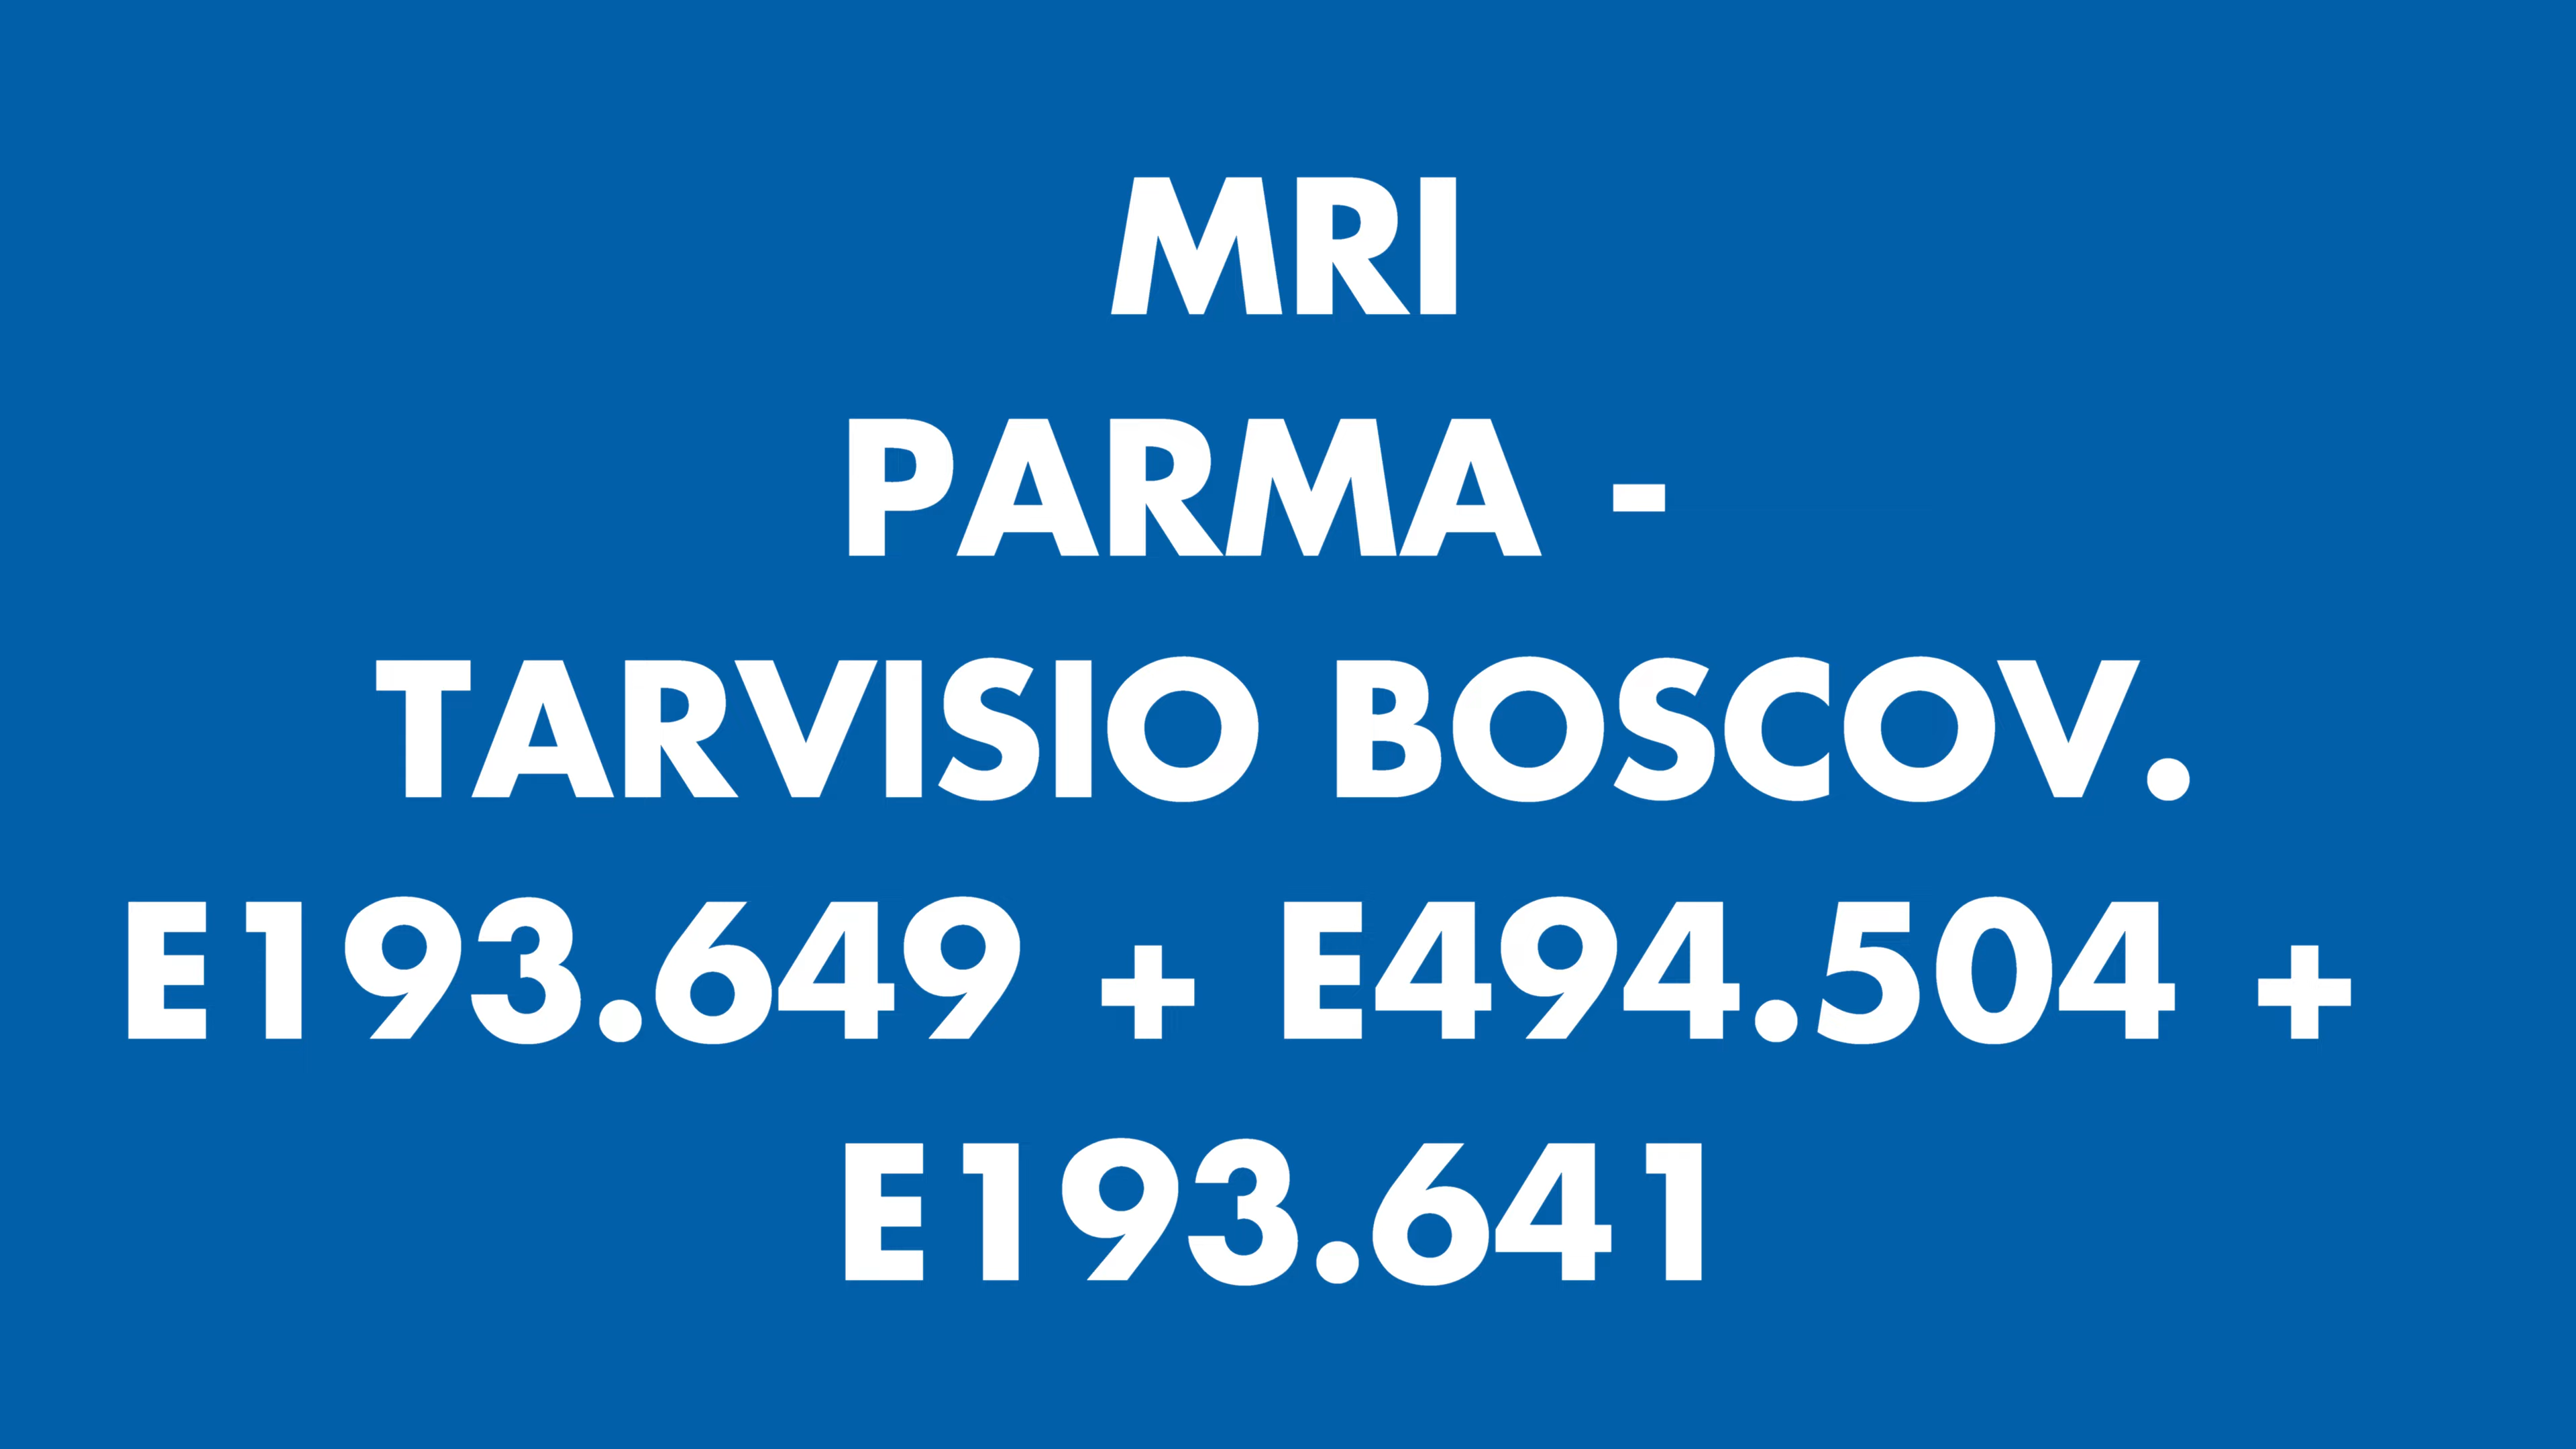 MRI
PARMA -
TARVISIO BOSCOV.
E193.649 + E494.504 +
E193.641